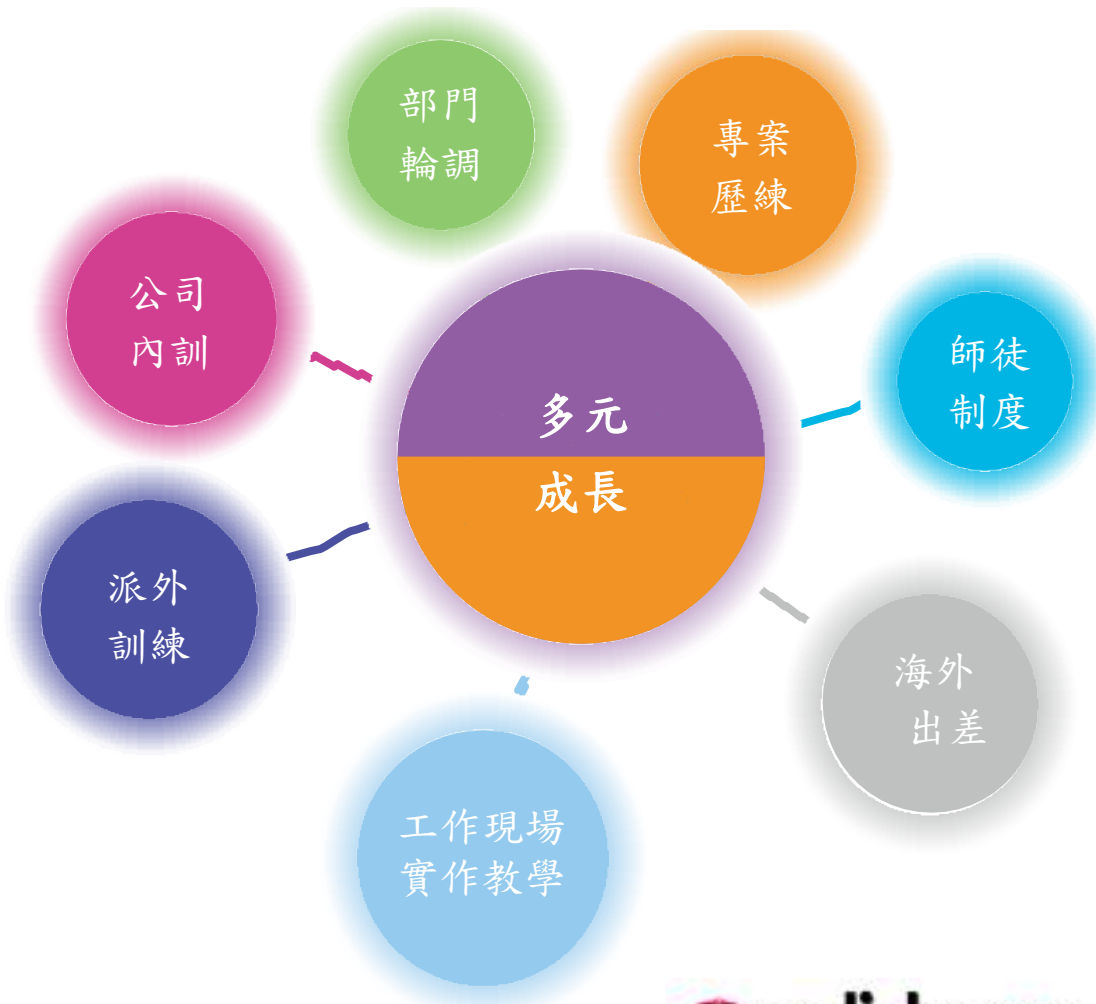 部門
輪調
專案
歷練
公司
內訓
師徒
制度
多元
成長
派外
訓練
海外
出差
工作現場
實作教學